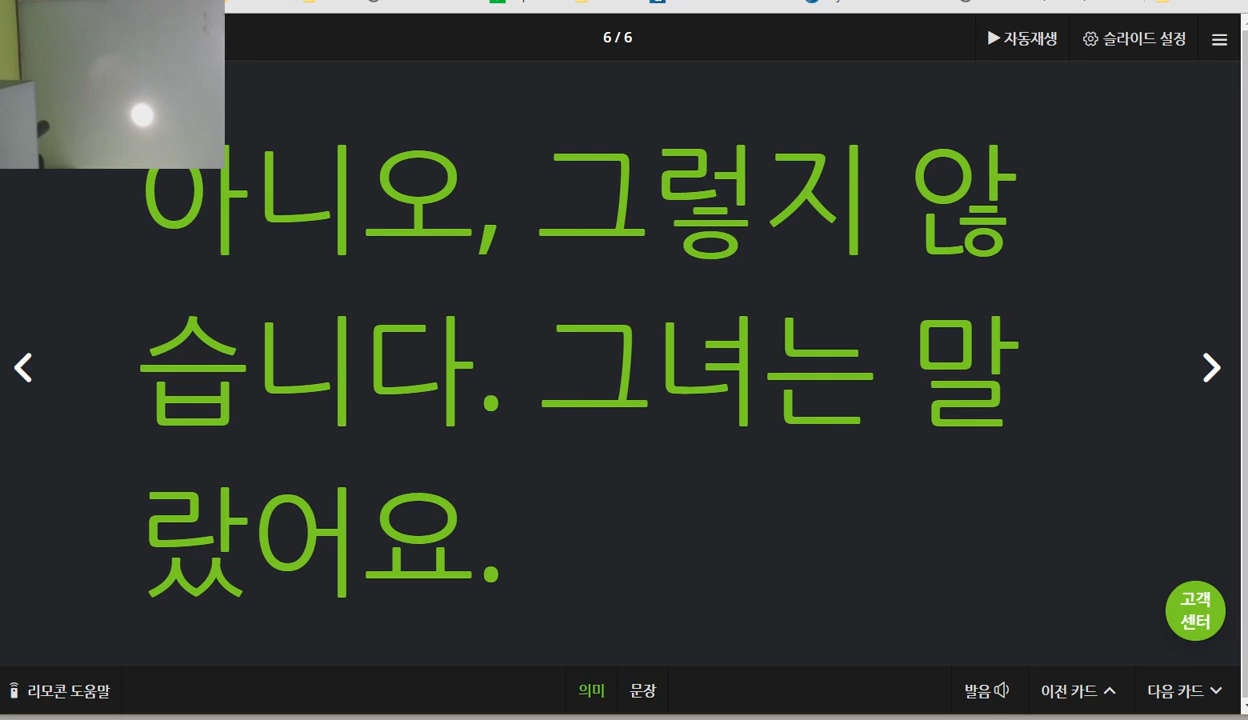 6 / 6
자동재생
슬라이드 설정
아니오, 그렇지 않
습니다. 그녀는 말
랐어요.
고객
센터
리모콘 도움말
의미
문장
발음
이전 카드
다음 카드